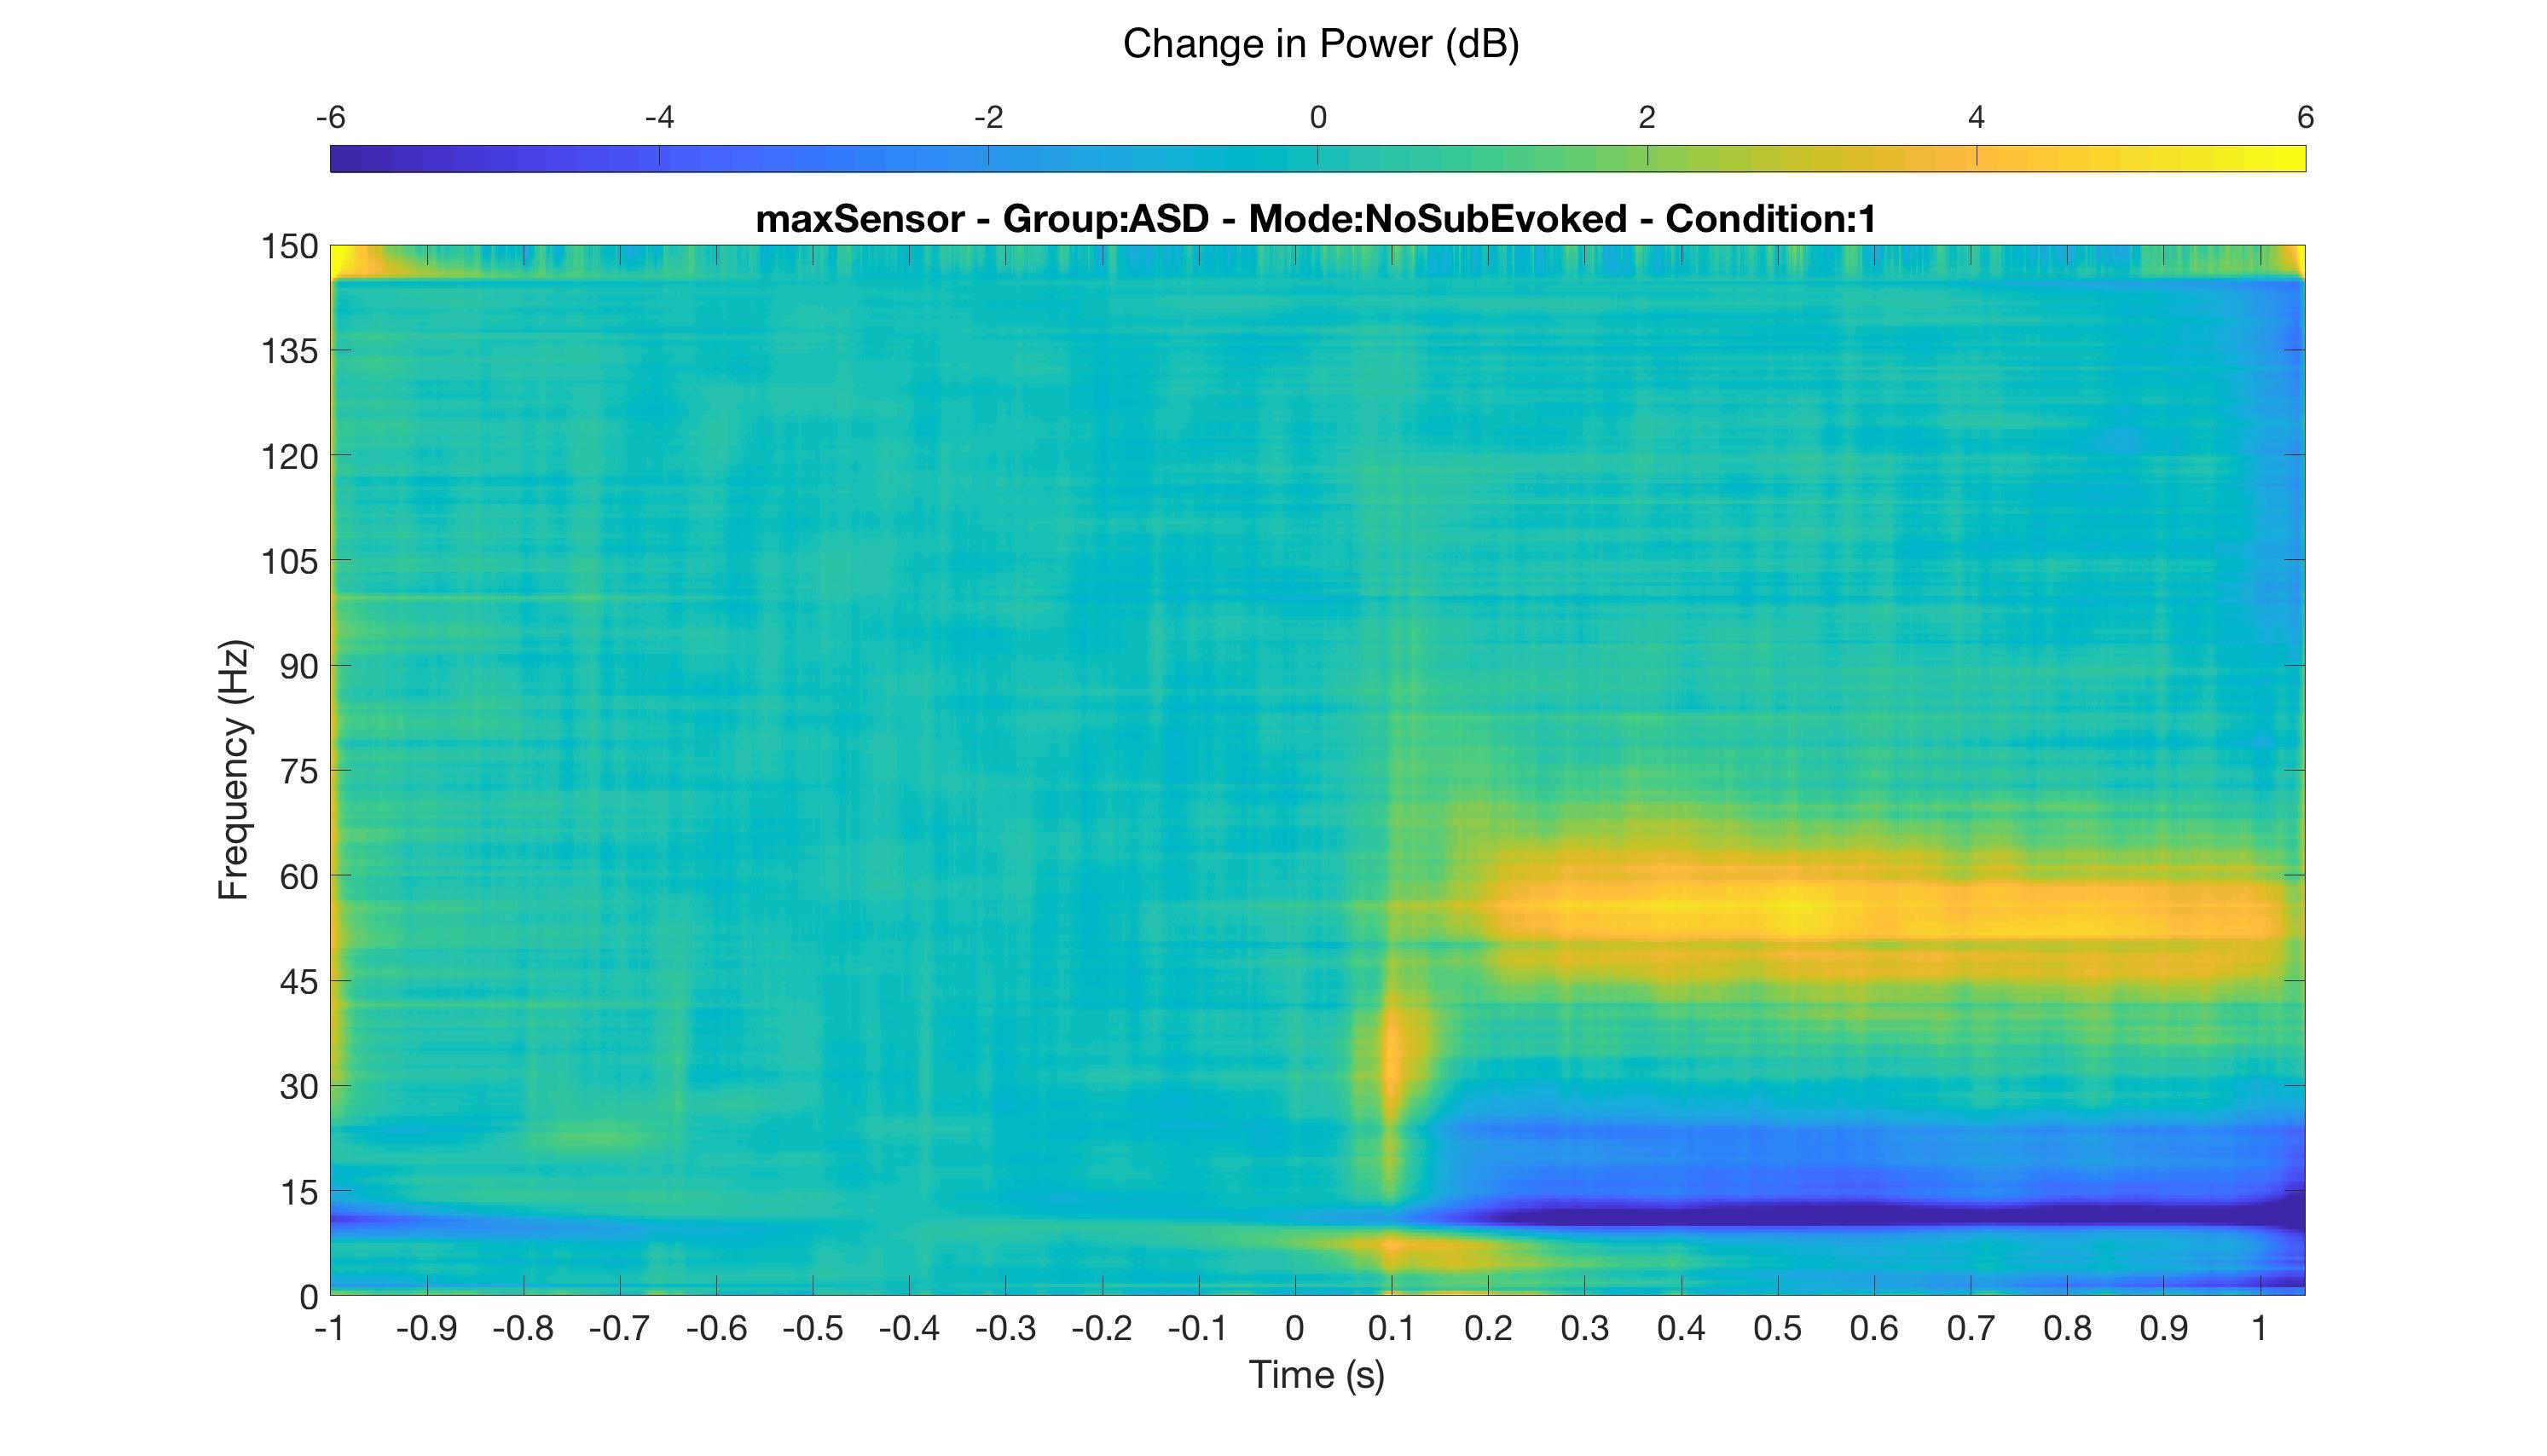 Change in Power (dB)
-6 -4 -2 0 2 4 6
maxSensor - Group:ASD - Mode:NoSubEvoked - Condition:1
150
135
120
105
90
75
60
45
30
15
0
Frequency (Hz)
-1 -0.9 -0.8 -0.7 -0.6 -0.5 -0.4 -0.3 -0.2 -0.1 0 0.1 0.2 0.3 0.4 0.5 0.6 0.7 0.8 0.9 1
Time (s)